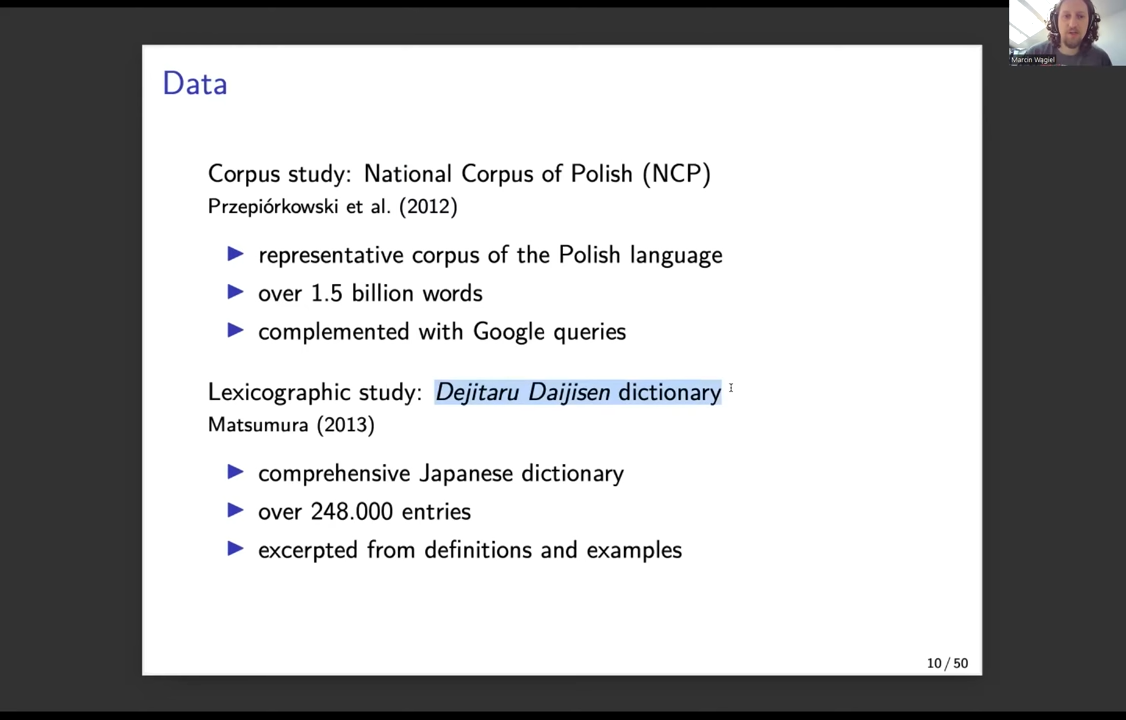 Data
Corpus study: National Corpus of Polish (NCP)
Przepiórkowski et al. (2012)
▶ representative corpus of the Polish language
▶ over 1.5 billion words
▶ complemented with Google queries
Lexicographic study: Dejitaru Daijisen dictionary
Matsumura (2013)
▶ comprehensive Japanese dictionary
▶ over 248.000 entries
▶ excerpted from definitions and examples
10 / 50
Marcin Wągiel